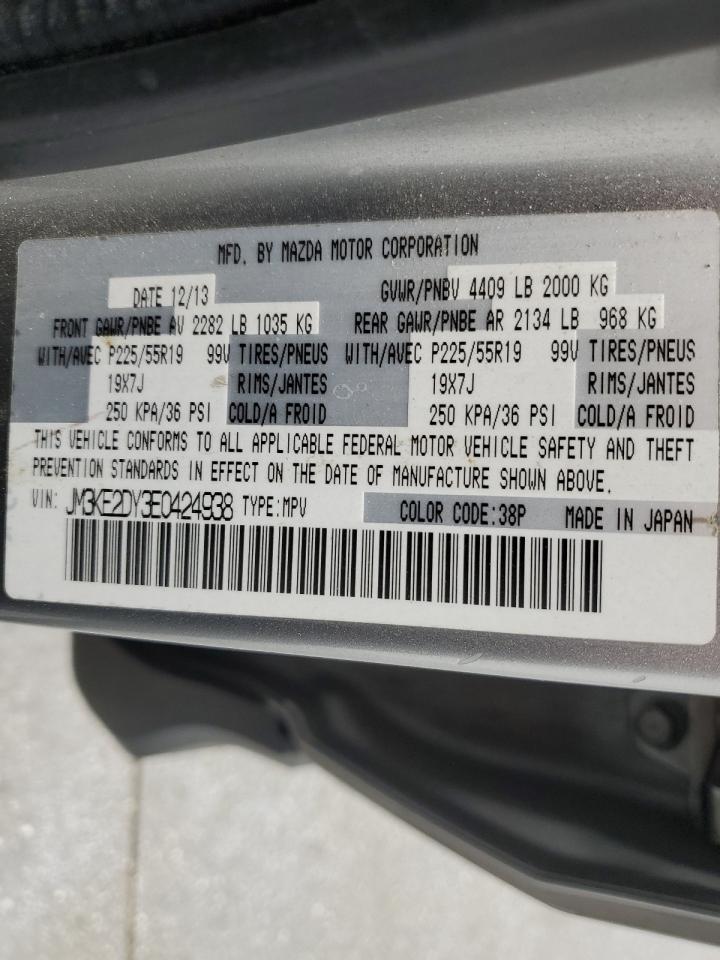 MFD. BY MAZDA MOTOR CORPORATION
DATE 12/13 GVWR/PNBV 4409 LB 2000 KG
FRONT GAWR/PNBE AV 2282 LB 1035 KG REAR GAWR/PNBE AR 2134 LB 968 KG
WITH/AVEC P225/55R19 99V TIRES/PNEUS WITH/AVEC P225/55R19 99V TIRES/PNEUS
19X7J RIMS/JANTES 19X7J RIMS/JANTES
250 KPA/36 PSI COLD/A FROID 250 KPA/36 PSI COLD/A FROID
THIS VEHICLE CONFORMS TO ALL APPLICABLE FEDERAL MOTOR VEHICLE SAFETY AND THEFT
PREVENTION STANDARDS IN EFFECT ON THE DATE OF MANUFACTURE SHOWN ABOVE.
VIN: JM3KE2DY3E0424938 TYPE:MPV COLOR CODE:38P MADE IN JAPAN